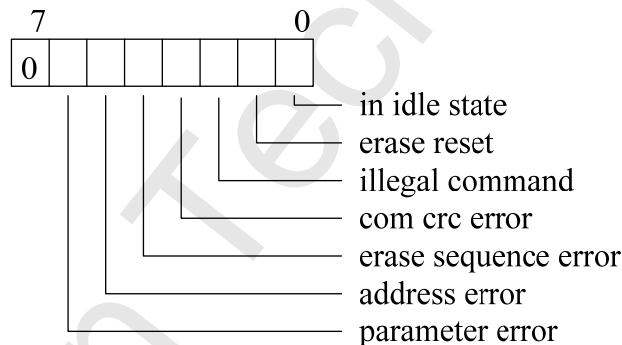 7 0
0
in idle state
erase reset
illegal command
com crc error
erase sequence error
address error
parameter error